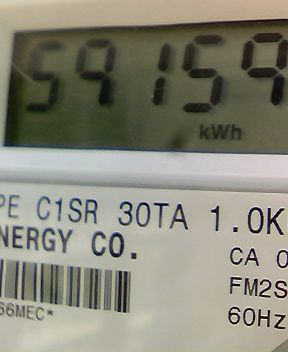 59159
kWh
PE C1SR 30TA 1.0K
NERGY CO.
CA 0
FM2S
66MEC*
60Hz